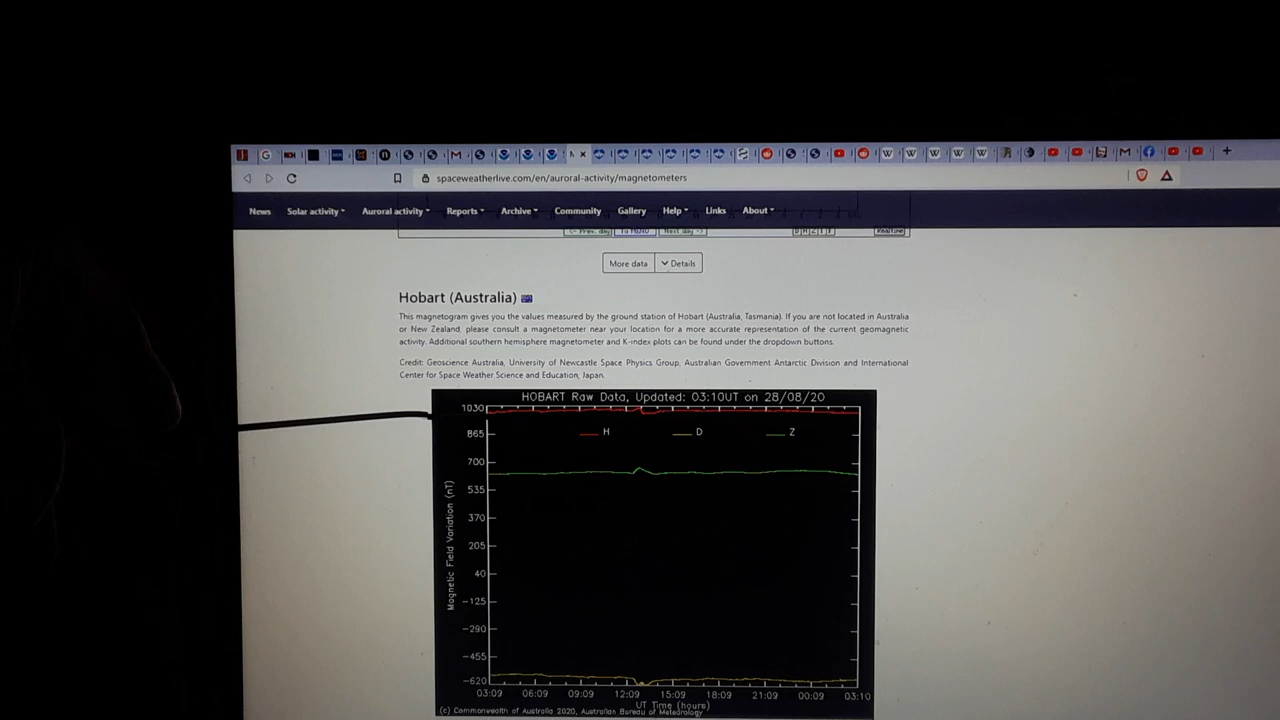 spaceweatherlive.com/en/auroral-activity/magnetometers
News Solar activity Auroral activity Reports Archive Community Gallery Help Links About
<- Prev. day To MENU Next day -> D H Z I F Realtime
More data Details
Hobart (Australia)
This magnetogram gives you the values measured by the ground station of Hobart (Australia, Tasmania). If you are not located in Australia
or New Zealand, please consult a magnetometer near your location for a more accurate representation of the current geomagnetic
activity. Additional southern hemisphere magnetometer and K-index plots can be found under the dropdown buttons.
Credit: Geoscience Australia, University of Newcastle Space Physics Group, Australian Government Antarctic Division and International
Center for Space Weather Science and Education, Japan.
HOBART Raw Data, Updated: 03:10UT on 28/08/20
1030
H D Z
865
700
535
370
205
40
-125
-290
-455
-620
Magnetic Field Variation (nT)
03:09 06:09 09:09 12:09 15:09 18:09 21:09 00:09 03:10
UT Time (hours)
(c) Commonwealth of Australia 2020, Australian Bureau of Meteorology